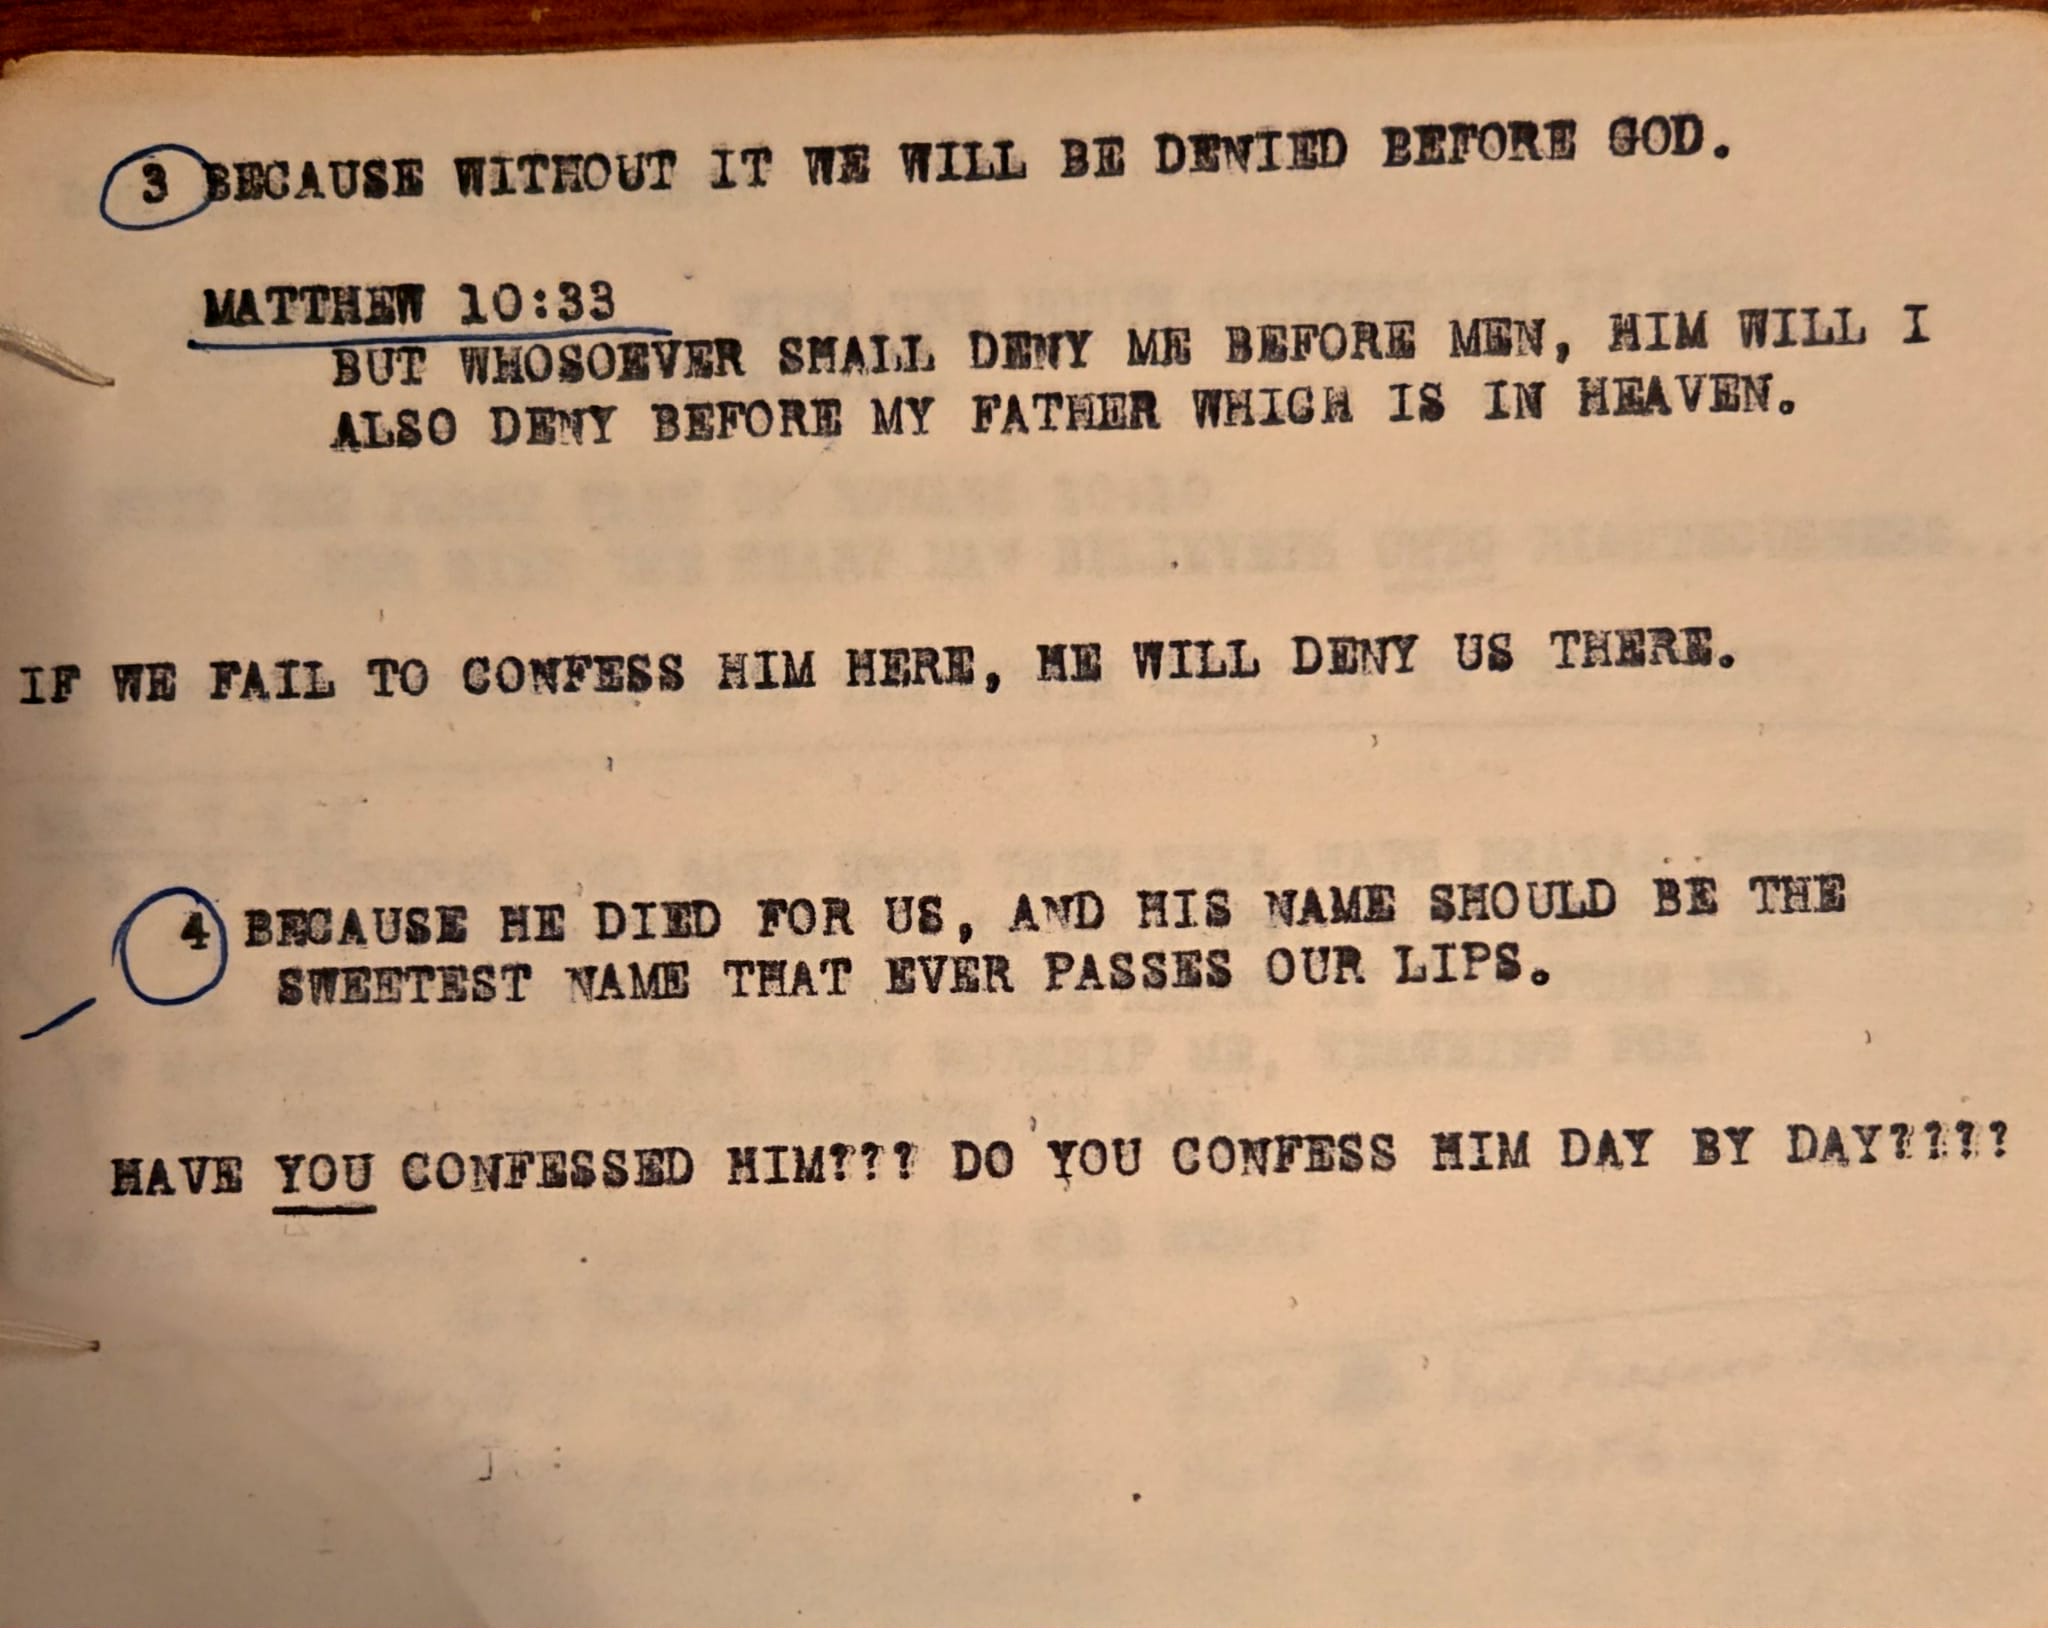 3 BECAUSE WITHOUT IT WE WILL BE DENIED BEFORE GOD.
MATTHEW 10:33
BUT WHOSOEVER SHALL DENY ME BEFORE MEN, HIM WILL I
ALSO DENY BEFORE MY FATHER WHICH IS IN HEAVEN.
IF WE FAIL TO CONFESS HIM HERE, HE WILL DENY US THERE.
4 BECAUSE HE DIED FOR US, AND HIS NAME SHOULD BE THE
SWEETEST NAME THAT EVER PASSES OUR LIPS.
HAVE YOU CONFESSED HIM??? DO YOU CONFESS HIM DAY BY DAY????